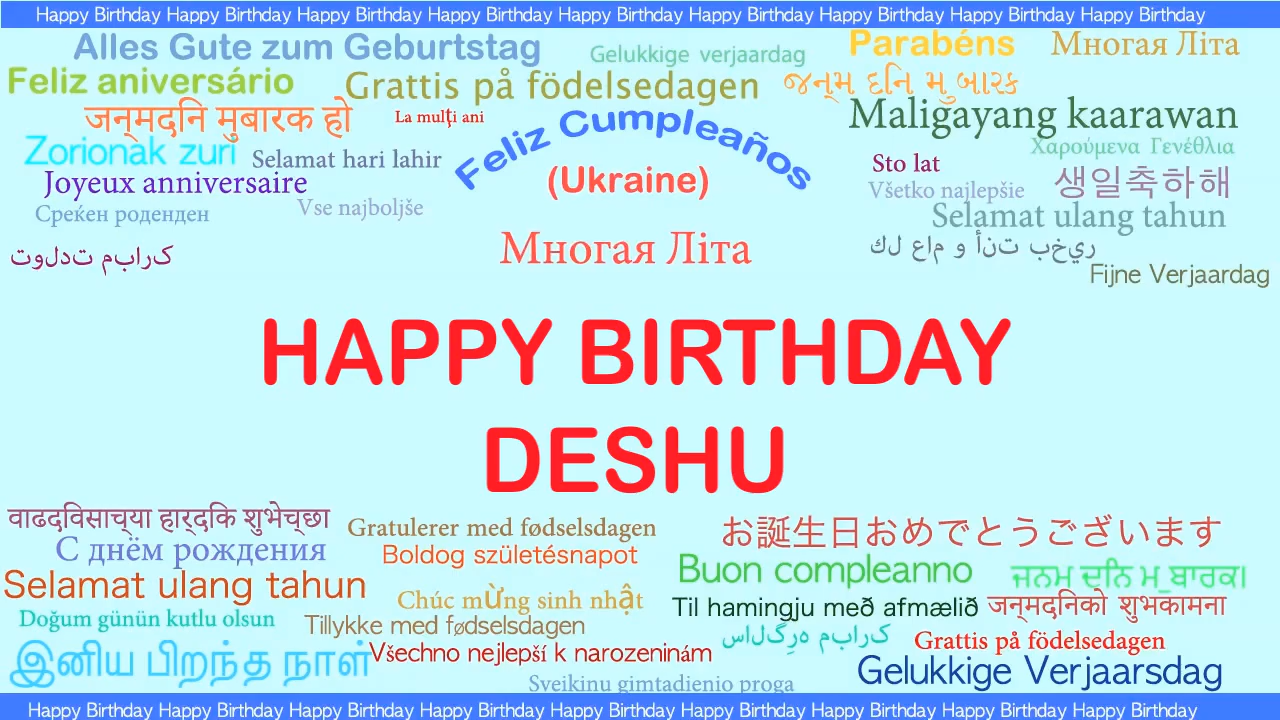 Happy Birthday Happy Birthday Happy Birthday Happy Birthday Happy Birthday Happy Birthday Happy Birthday Happy Birthday Happy Birthday
Alles Gute zum Geburtstag
Gelukkige verjaardag
Parabéns
Многая Літа
Feliz aniversário
Grattis på födelsedagen
જન્મ દિન મુબારક
जन्मदिन मुबारक हो
La mulţi ani
Feliz Cumpleaños
Maligayang kaarawan
Zorionak zuri
Selamat hari lahir
(Ukraine)
Sto lat
Χαρούμενα Γενέθλια
Joyeux anniversaire
Všetko najlepšie
생일축하해
Среќен роденден
Vse najboljše
Selamat ulang tahun
تولدت مبارک
Многая Літа
كل عام و أنت بخير
Fijne Verjaardag
HAPPY BIRTHDAY
DESHU
वाढदिवसाच्या हार्दिक शुभेच्छा
Gratulerer med fødselsdagen
お誕生日おめでとうございます
С днём рождения
Boldog születésnapot
Buon compleanno
ਜਨਮ ਦਿਨ ਮੁਬਾਰਕ।
Selamat ulang tahun
Chúc mừng sinh nhật
Til hamingju með afmælið
जन्मदिनको शुभकामना
Doğum günün kutlu olsun
Tillykke med fødselsdagen
سالگرہ مبارک
Grattis på födelsedagen
இனிய பிறந்த நாள்
Všechno nejlepší k narozeninám
Gelukkige Verjaarsdag
Sveikinu gimtadienio proga
Happy Birthday Happy Birthday Happy Birthday Happy Birthday Happy Birthday Happy Birthday Happy Birthday Happy Birthday Happy Birthday